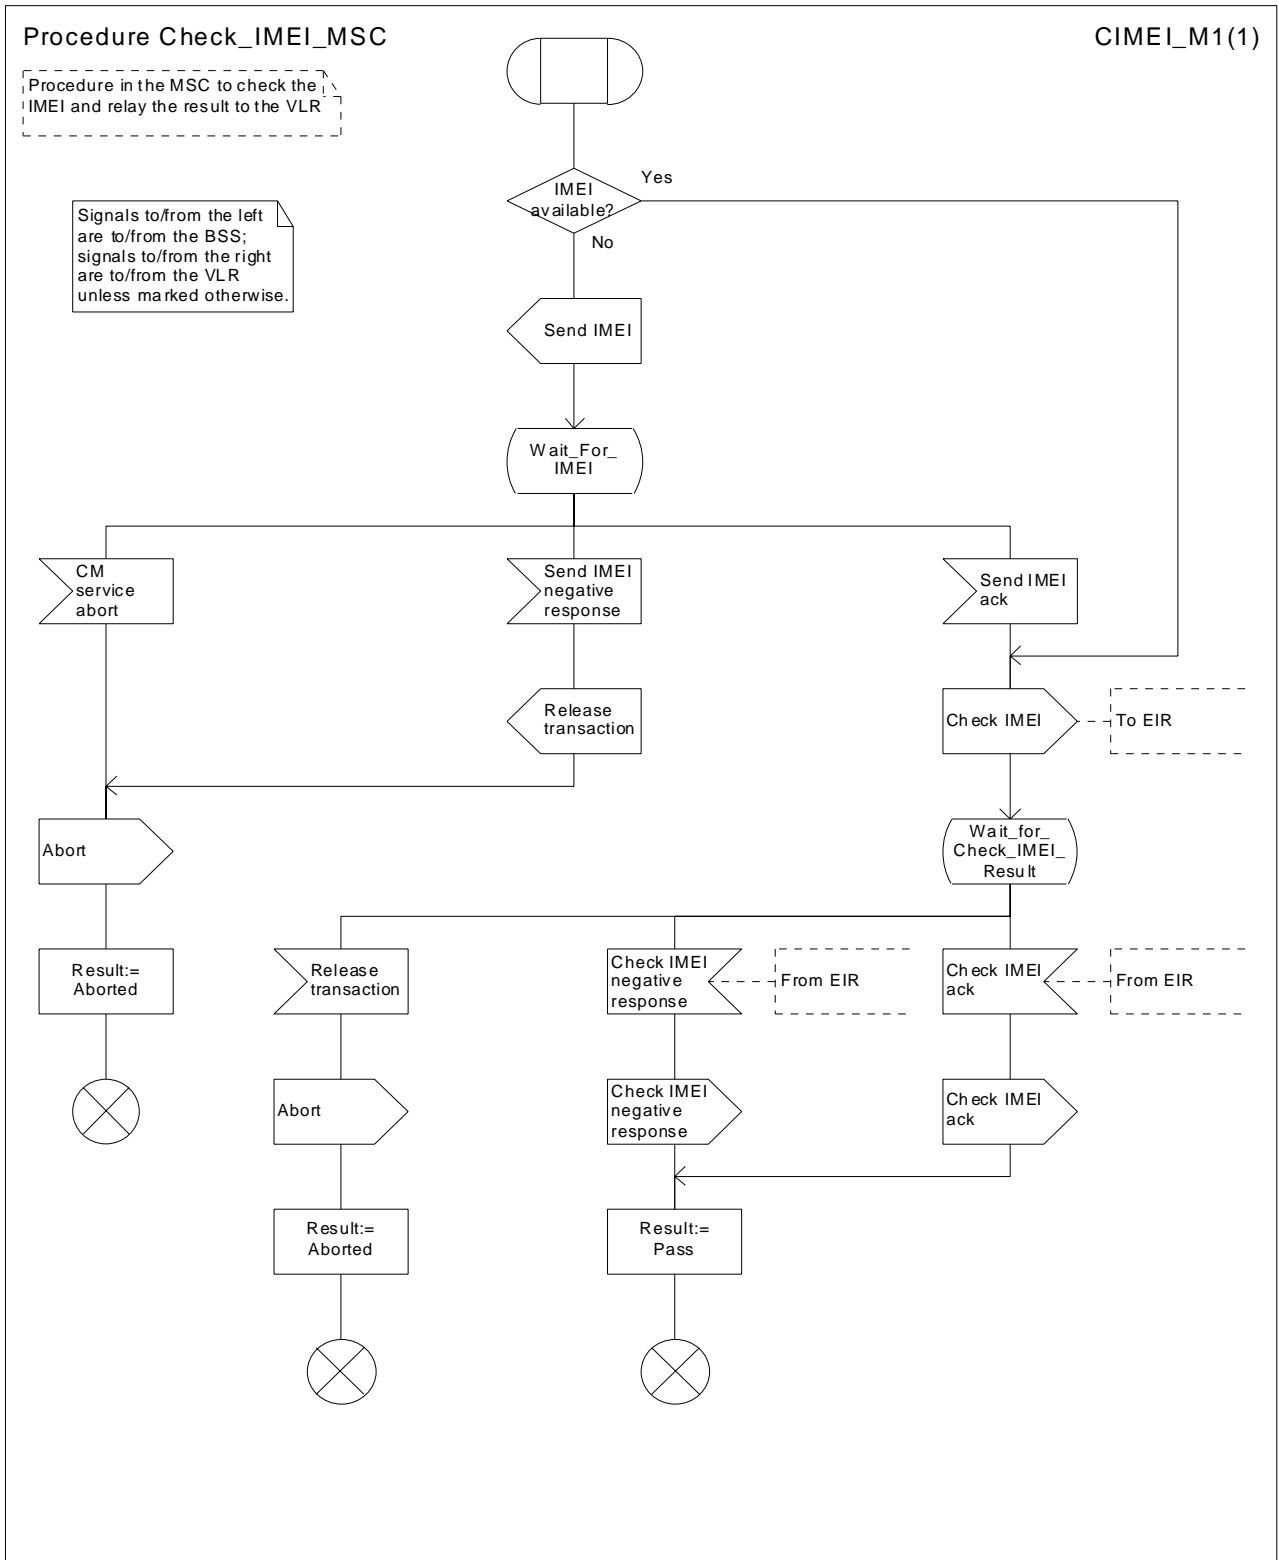 Procedure Check_IMEI_MSC
CIMEI_M1(1)
Procedure in the MSC to check the
IMEI and relay the result to the VLR
Signals to/from the left
are to/from the BSS;
signals to/from the right
are to/from the VLR
unless marked otherwise.
IMEI
available?
Yes
No
Send IMEI
Wait_For_
IMEI
CM
service
abort
Send IMEI
negative
response
Send IMEI
ack
Release
transaction
Check IMEI
To EIR
Abort
Wait_for_
Check_IMEI_
Result
Result:=
Aborted
Release
transaction
Check IMEI
negative
response
From EIR
Check IMEI
ack
From EIR
Abort
Check IMEI
negative
response
Check IMEI
ack
Result:=
Aborted
Result:=
Pass